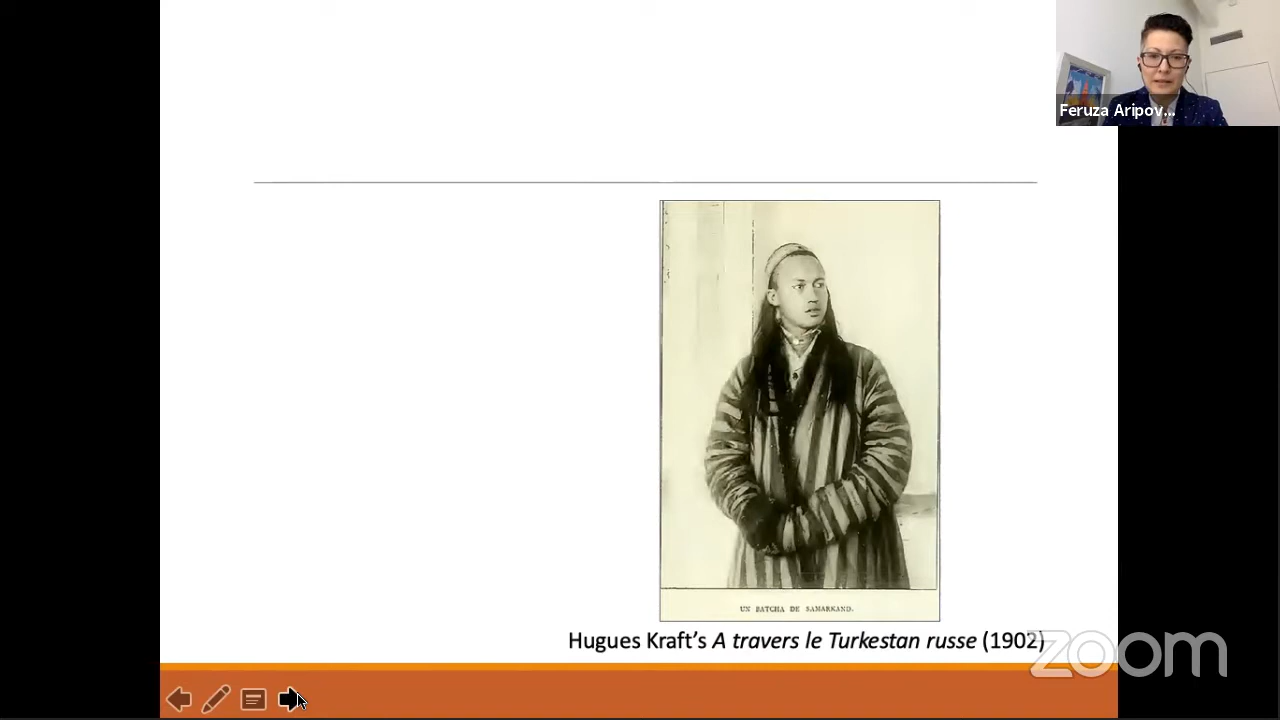 Feruza Aripov...
UN BATCHA DE SAMARKAND.
Hugues Kraft's A travers le Turkestan russe (1902)
zoom